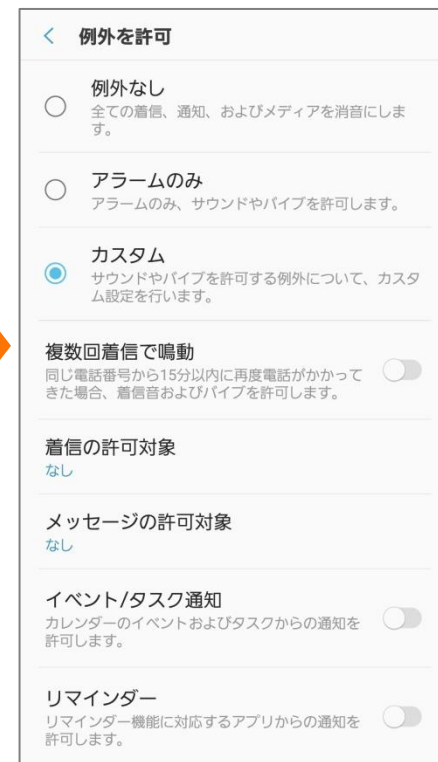 例外を許可
例外なし
全ての着信、通知、およびメディアを消音にしま
す。
アラームのみ
アラームのみ、サウンドやバイブを許可します。
カスタム
サウンドやバイブを許可する例外について、カスタ
ム設定を行います。
複数回着信で鳴動
同じ電話番号から15分以内に再度電話がかかって
きた場合、着信音およびバイブを許可します。
着信の許可対象
なし
メッセージの許可対象
なし
イベント/タスク通知
カレンダーのイベントおよびタスクからの通知を
許可します。
リマインダー
リマインダー機能に対応するアプリからの通知を
許可します。